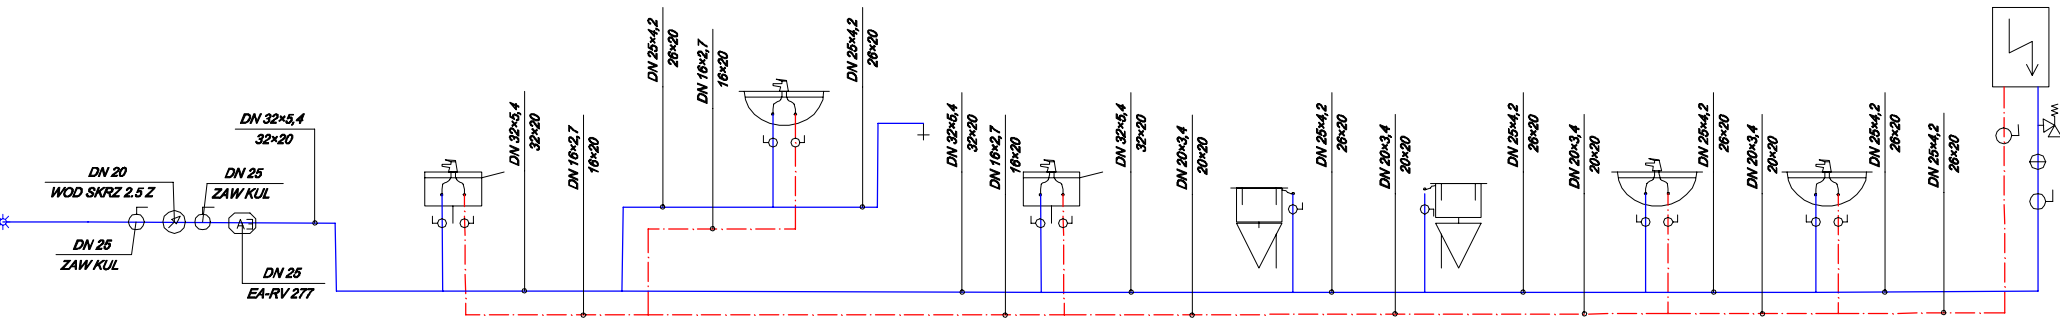 DN 32×5,4
32×20
DN 20
WOD SKRZ 2.5 Z
DN 25
ZAW KUL
DN 25
ZAW KUL
EA
DN 25
EA-RV 277
DN 32×5,4
32×20
DN 16×2,7
16×20
DN 25×4,2
26×20
DN 16×2,7
16×20
DN 25×4,2
26×20
DN 32×5,4
32×20
DN 16×2,7
16×20
DN 32×5,4
32×20
DN 20×3,4
20×20
DN 25×4,2
26×20
DN 20×3,4
20×20
DN 25×4,2
26×20
DN 20×3,4
20×20
DN 25×4,2
26×20
DN 20×3,4
20×20
DN 25×4,2
26×20
DN 25×4,2
26×20